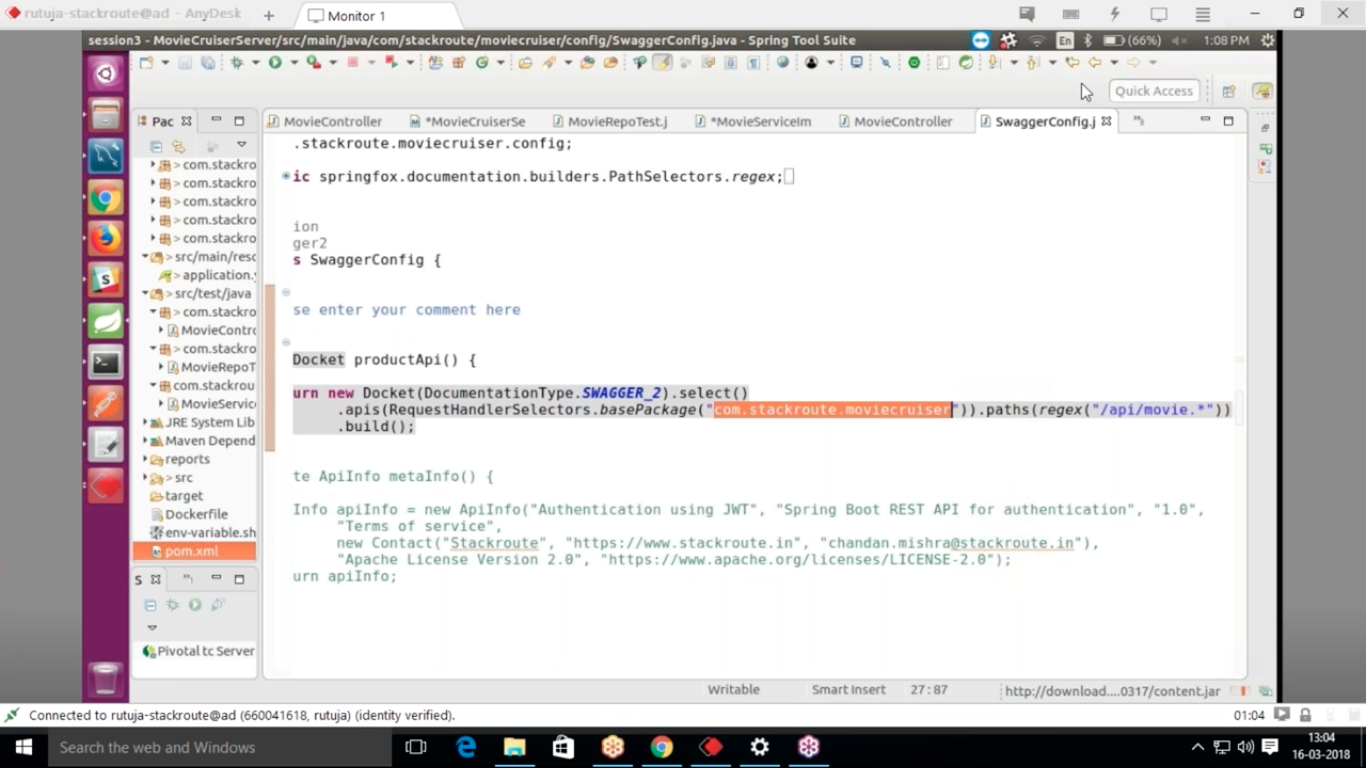 rutuja-stackroute@ad - AnyDesk
Monitor 1
session3 - MovieCruiserServer/src/main/java/com/stackroute/moviecruiser/config/SwaggerConfig.java - Spring Tool Suite
En
(66%)
1:08 PM
Quick Access
Pac
MovieController
*MovieCruiserSe
MovieRepoTest.j
*MovieServiceIm
MovieController
SwaggerConfig.j
> com.stackro
> com.stackro
> com.stackro
> com.stackro
> com.stackro
> src/main/resc
> application.y
> src/test/java
> com.stackro
MovieContro
> com.stackro
MovieRepoT
com.stackrou
MovieService
JRE System Lib
Maven Depend
reports
> src
target
Dockerfile
env-variable.sh
pom.xml
S
Pivotal tc Server
.stackroute.moviecruiser.config;
ic springfox.documentation.builders.PathSelectors.regex;
ion
ger2
s SwaggerConfig {
se enter your comment here
Docket productApi() {
urn new Docket(DocumentationType.SWAGGER_2).select()
.apis(RequestHandlerSelectors.basePackage("com.stackroute.moviecruiser")).paths(regex("/api/movie.*"))
.build();
te ApiInfo metaInfo() {
Info apiInfo = new ApiInfo("Authentication using JWT", "Spring Boot REST API for authentication", "1.0",
"Terms of service",
new Contact("Stackroute", "https://www.stackroute.in", "chandan.mishra@stackroute.in"),
"Apache License Version 2.0", "https://www.apache.org/licenses/LICENSE-2.0");
urn apiInfo;
Writable
Smart Insert
27 : 87
http://download....0317/content.jar
Connected to rutuja-stackroute@ad (660041618, rutuja) (identity verified).
01:04
Search the web and Windows
13:04
16-03-2018